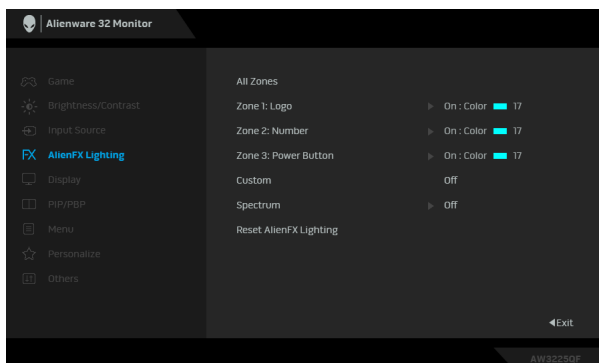 Alienware 32 Monitor
Game
Brightness/Contrast
Input Source
FX AlienFX Lighting
Display
PIP/PBP
Menu
Personalize
Others
All Zones
Zone 1: Logo On : Color 17
Zone 2: Number On : Color 17
Zone 3: Power Button On : Color 17
Custom Off
Spectrum Off
Reset AlienFX Lighting
Exit
AW3225QF